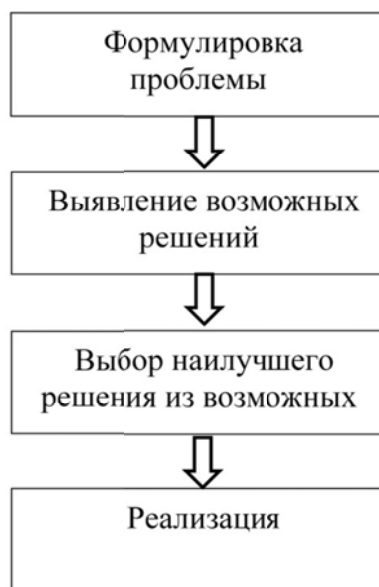 Формулировка
проблемы
Выявление возможных
решений
Выбор наилучшего
решения из возможных
Реализация